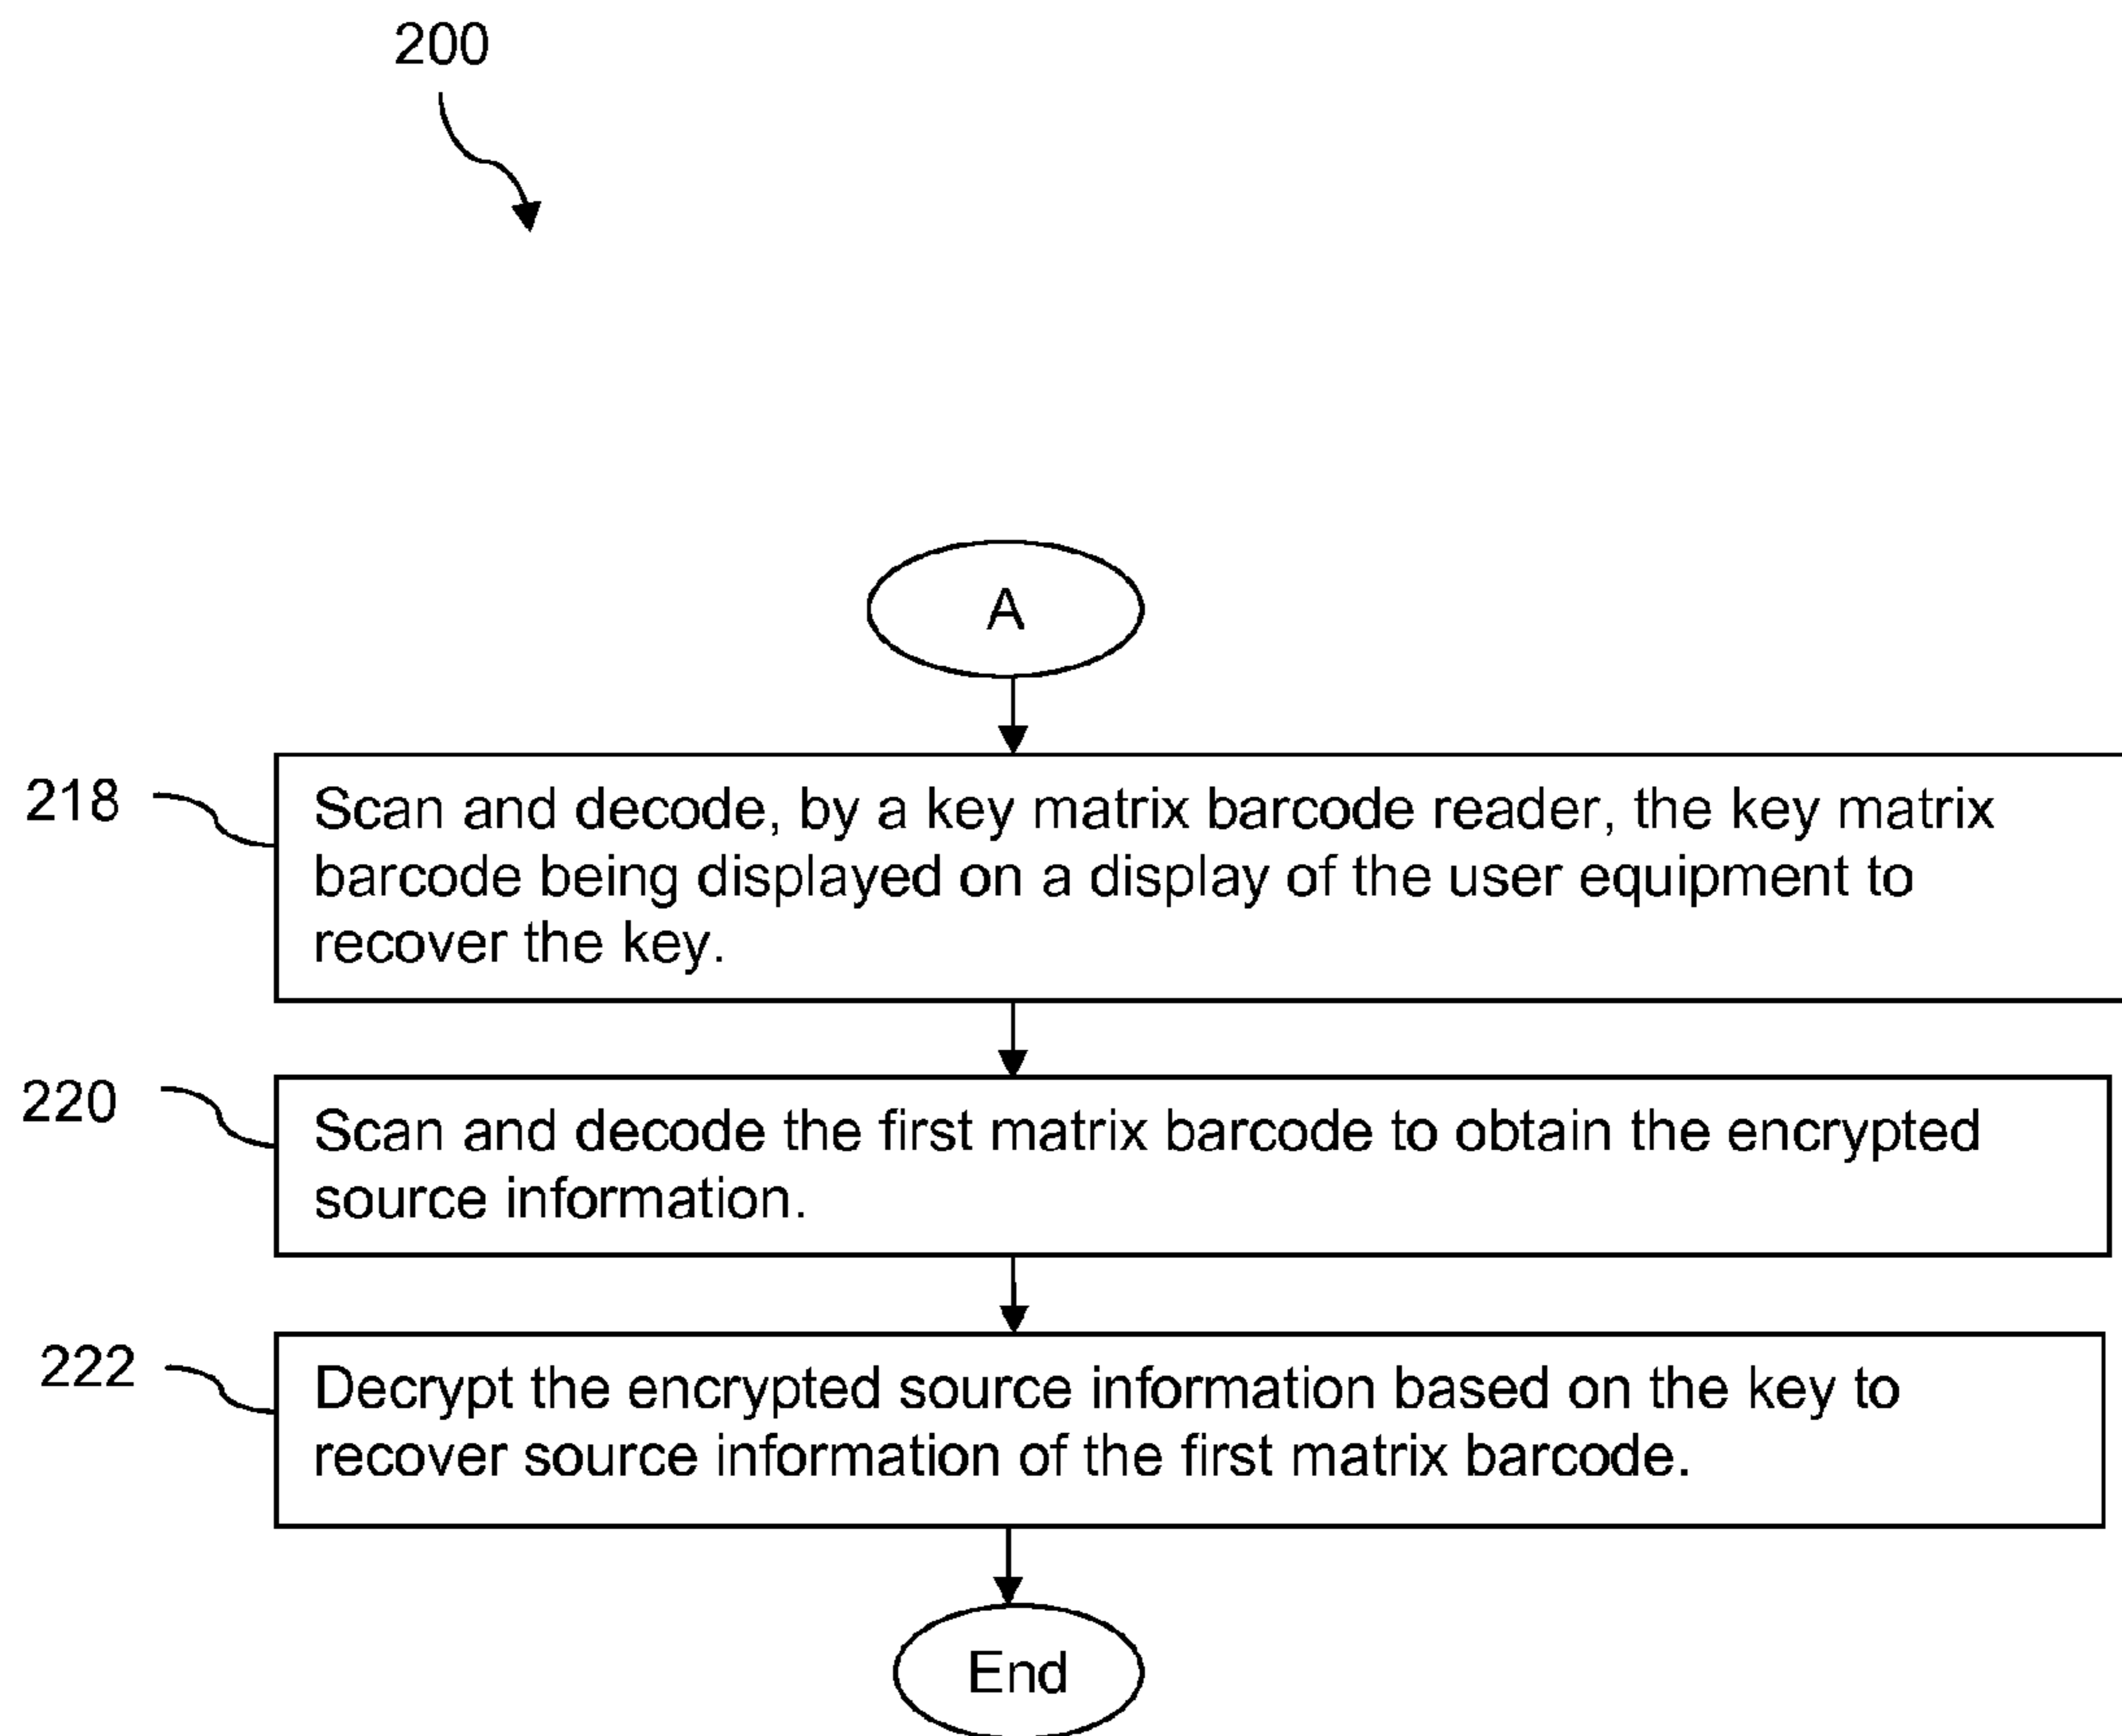 200
A
218
Scan and decode, by a key matrix barcode reader, the key matrix
barcode being displayed on a display of the user equipment to
recover the key.
220
Scan and decode the first matrix barcode to obtain the encrypted
source information.
222
Decrypt the encrypted source information based on the key to
recover source information of the first matrix barcode.
End